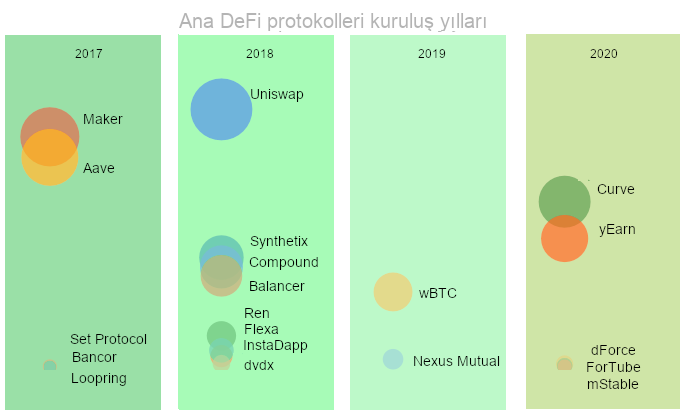 Ana DeFi protokolleri kuruluş yılları
2017
2018
2019
2020
Maker
Aave
Set Protocol
Bancor
Loopring
Uniswap
Synthetix
Compound
Balancer
Ren
Flexa
InstaDapp
dvdx
wBTC
Nexus Mutual
Curve
yEarn
dForce
ForTube
mStable